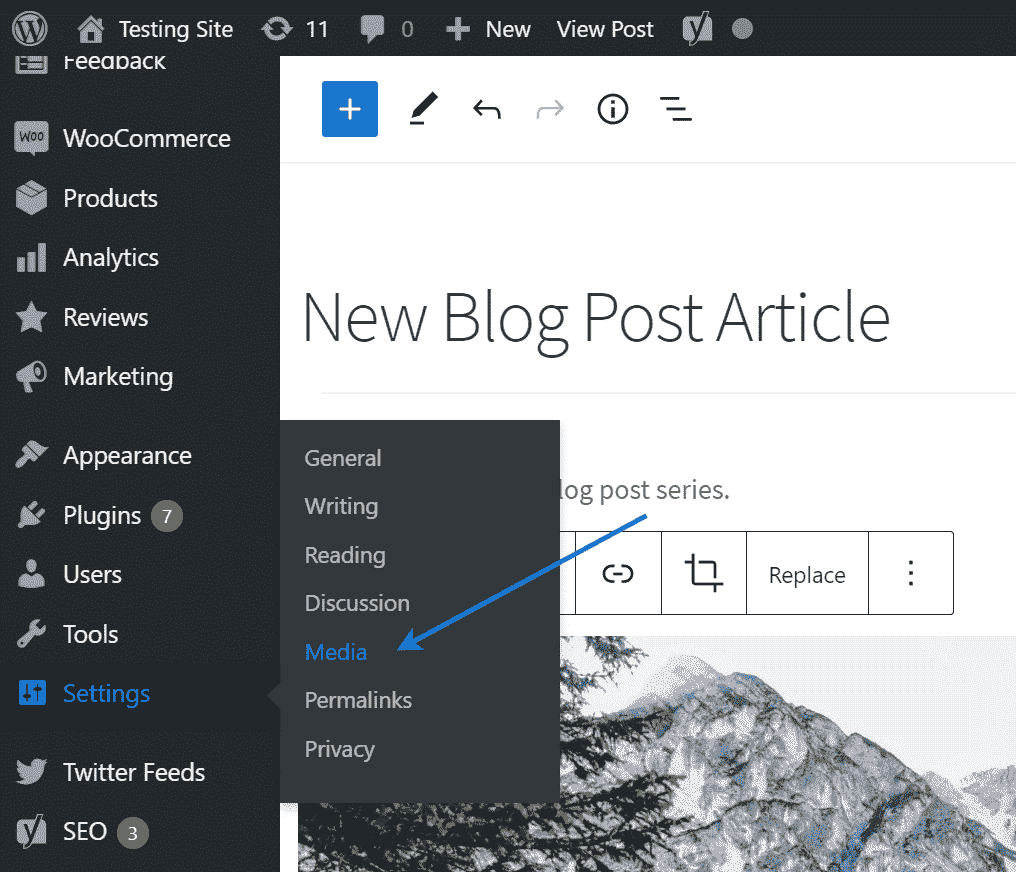 Testing Site 11 0 New View Post
Feedback
WooCommerce
Products
Analytics
Reviews
Marketing
Appearance
Plugins 7
Users
Tools
Settings
Twitter Feeds
SEO 3
New Blog Post Article
log post series.
Replace
General
Writing
Reading
Discussion
Media
Permalinks
Privacy